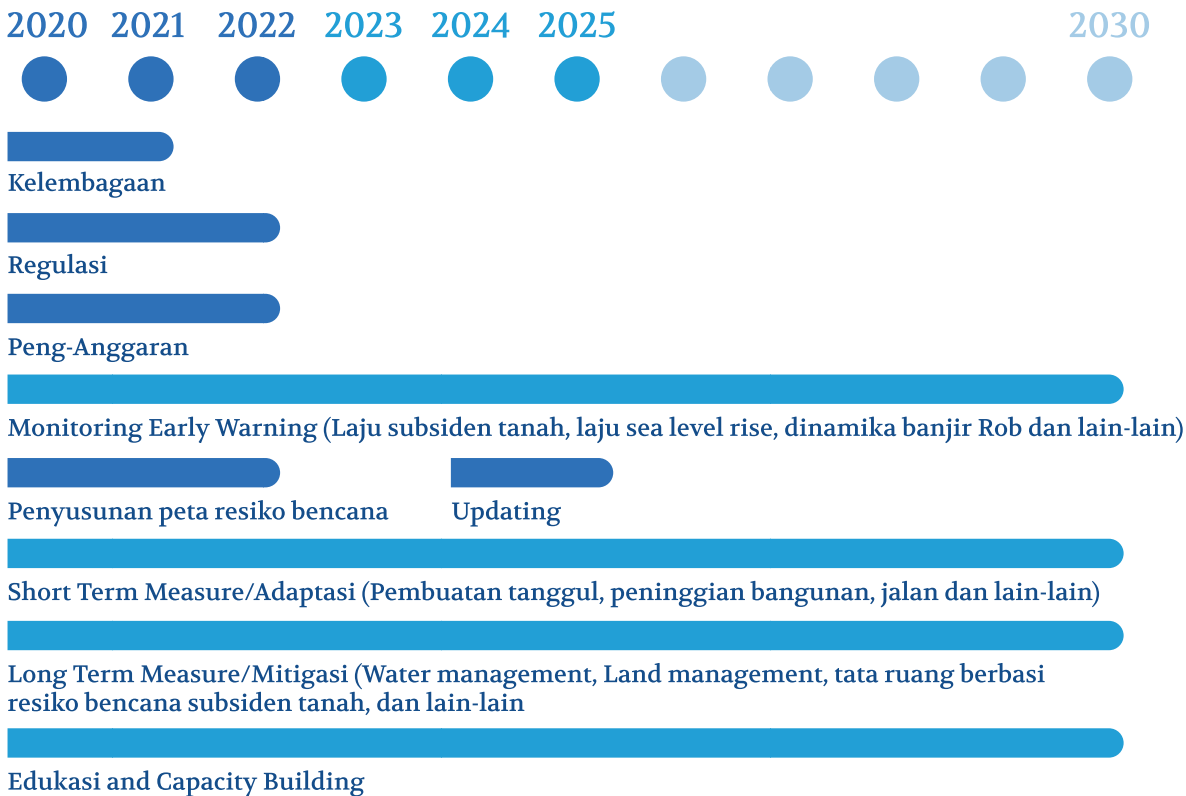 2020 2021 2022 2023 2024 2025 2030
Kelembagaan
Regulasi
Peng-Anggaran
Monitoring Early Warning (Laju subsiden tanah, laju sea level rise, dinamika banjir Rob dan lain-lain)
Penyusunan peta resiko bencana Updating
Short Term Measure/Adaptasi (Pembuatan tanggul, peninggian bangunan, jalan dan lain-lain)
Long Term Measure/Mitigasi (Water management, Land management, tata ruang berbasi
resiko bencana subsiden tanah, dan lain-lain
Edukasi and Capacity Building